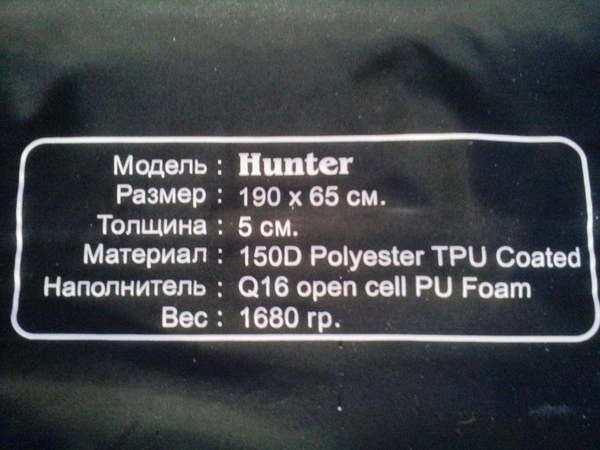 Модель : Hunter
Размер : 190 x 65 см.
Толщина : 5 см.
Материал : 150D Polyester TPU Coated
Наполнитель : Q16 open cell PU Foam
Вес : 1680 гр.